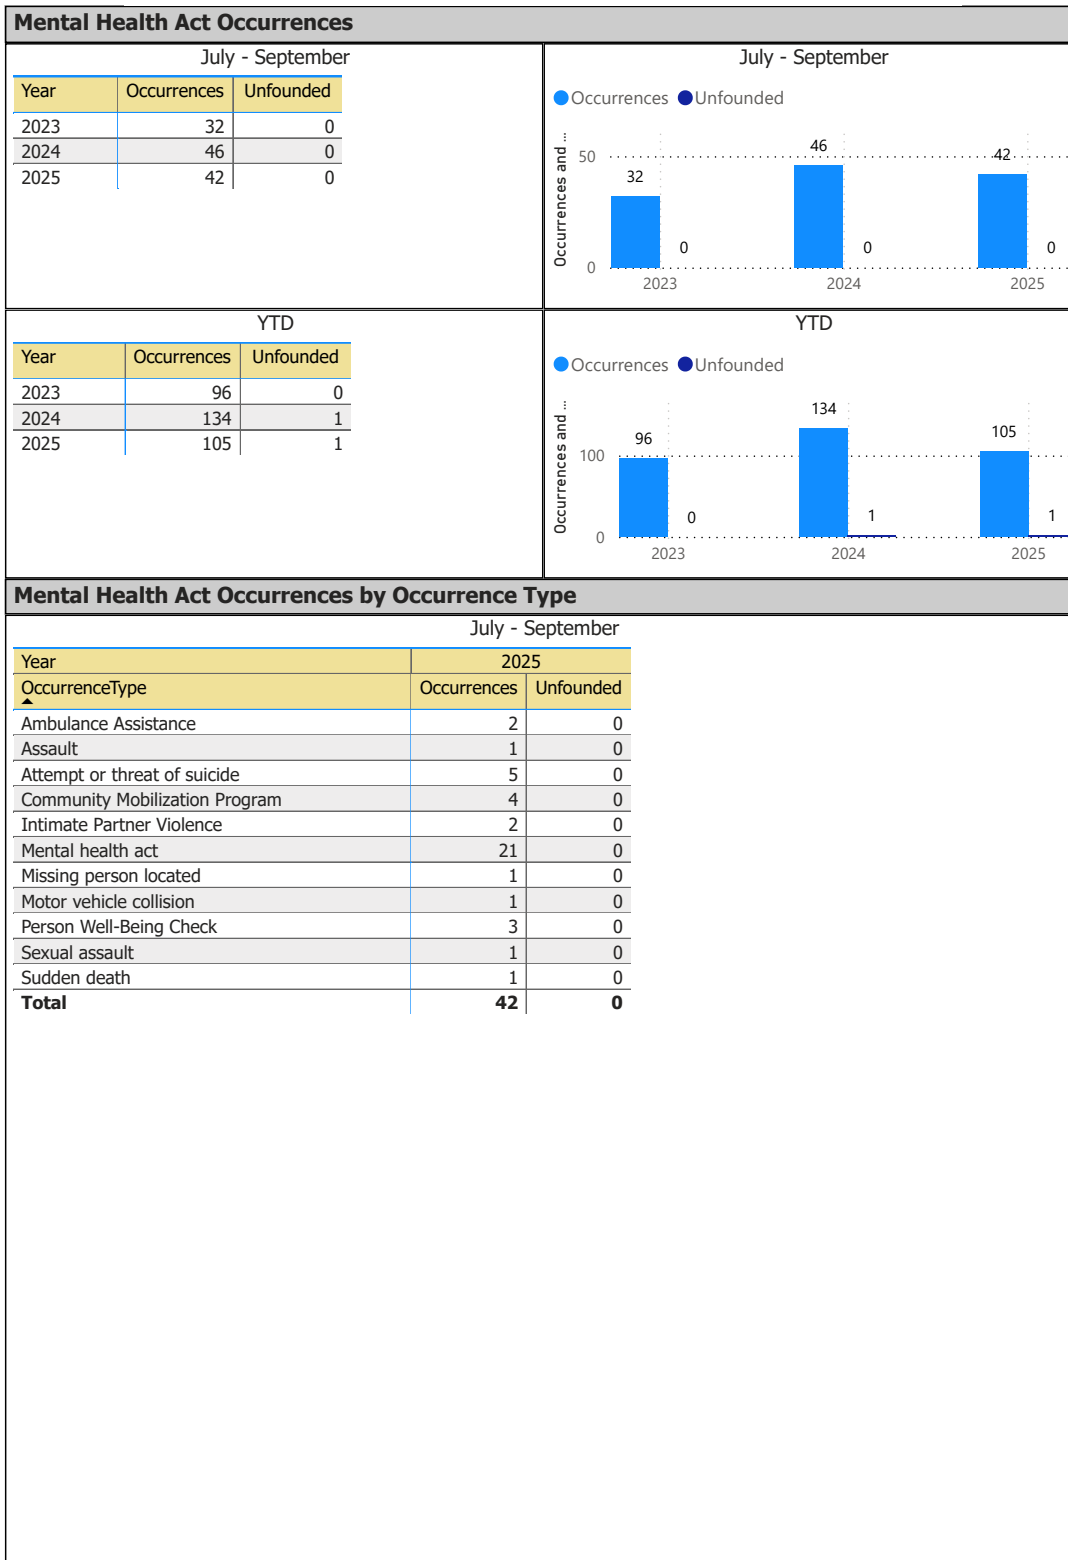 Mental Health Act Occurrences
July - September
Year Occurrences Unfounded
2023 32 0
2024 46 0
2025 42 0
July - September
Occurrences Unfounded
Occurrences and ...
50
0
32 0
46 0
42 0
2023 2024 2025
YTD
Year Occurrences Unfounded
2023 96 0
2024 134 1
2025 105 1
YTD
Occurrences Unfounded
Occurrences and ...
100
0
96 0
134 1
105 1
2023 2024 2025
Mental Health Act Occurrences by Occurrence Type
July - September
Year 2025
OccurrenceType Occurrences Unfounded
Ambulance Assistance 2 0
Assault 1 0
Attempt or threat of suicide 5 0
Community Mobilization Program 4 0
Intimate Partner Violence 2 0
Mental health act 21 0
Missing person located 1 0
Motor vehicle collision 1 0
Person Well-Being Check 3 0
Sexual assault 1 0
Sudden death 1 0
Total 42 0